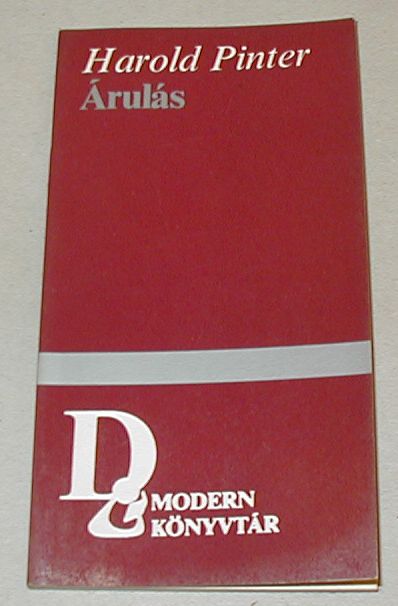 Harold Pinter
Árulás
MODERN
KÖNYVTÁR